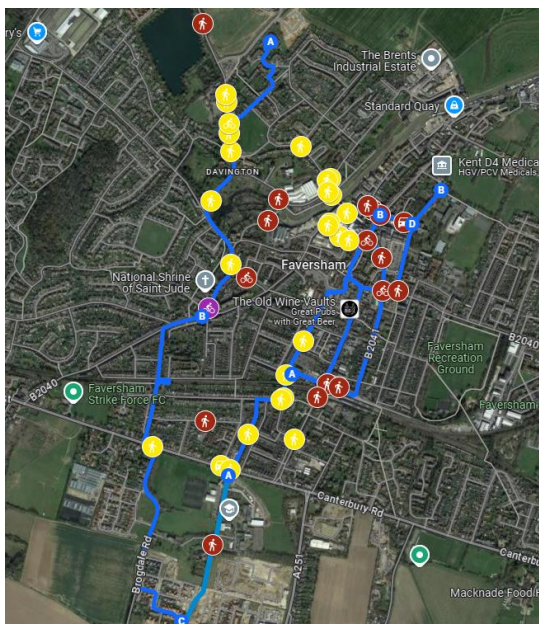 ry's
A
The Brents
Industrial Estate
Standard Quay
DAVINGTON
Kent D4 Medica
HGV/PCV Medicals,
B
B
D
Faversham
National Shrine
of Saint Jude
The Old Wine Vaults
Great Pubs
with Great Beer
B
B2041
B2040
Faversham
Recreation
Ground
B2040
Faversham
Strike Force FC
A
Faversham
A
Canterbury Rd
Canterbu
Brogdale Rd
A251
Macknade Food H
C